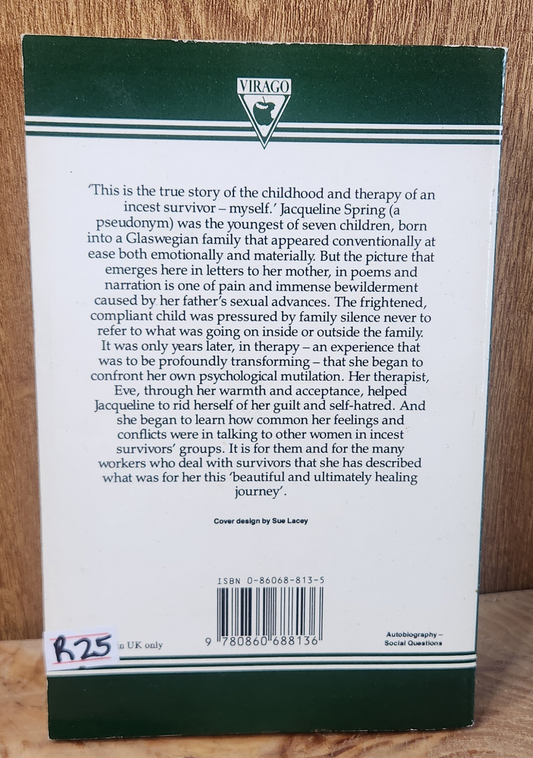 VIRAGO
'This is the true story of the childhood and therapy of an
incest survivor – myself.' Jacqueline Spring (a
pseudonym) was the youngest of seven children, born
into a Glaswegian family that appeared conventionally at
ease both emotionally and materially. But the picture that
emerges here in letters to her mother, in poems and
narration is one of pain and immense bewilderment
caused by her father's sexual advances. The frightened,
compliant child was pressured by family silence never to
refer to what was going on inside or outside the family.
It was only years later, in therapy – an experience that
was to be profoundly transforming – that she began to
confront her own psychological mutilation. Her therapist,
Eve, through her warmth and acceptance, helped
Jacqueline to rid herself of her guilt and self-hatred. And
she began to learn how common her feelings and
conflicts were in talking to other women in incest
survivors' groups. It is for them and for the many
workers who deal with survivors that she has described
what was for her this 'beautiful and ultimately healing
journey'.
Cover design by Sue Lacey
ISBN 0-86068-813-5
9 780860 688136
R25
UK only
Autobiography –
Social Questions